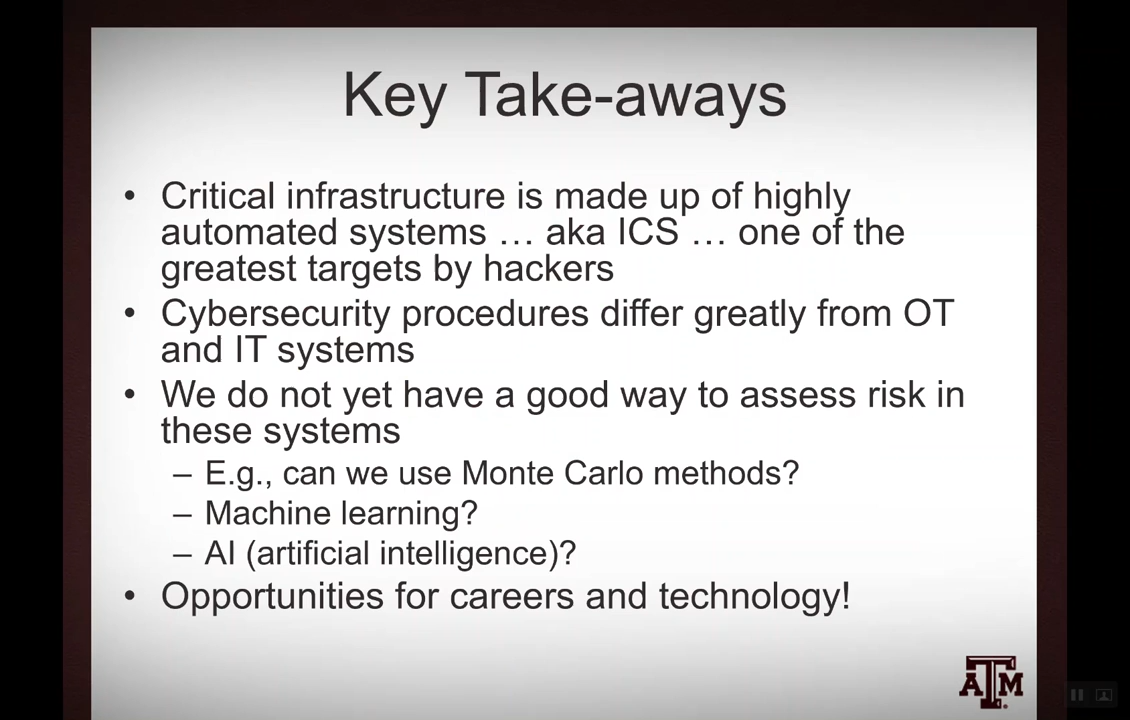 Key Take-aways
• Critical infrastructure is made up of highly
automated systems … aka ICS … one of the
greatest targets by hackers
• Cybersecurity procedures differ greatly from OT
and IT systems
• We do not yet have a good way to assess risk in
these systems
– E.g., can we use Monte Carlo methods?
– Machine learning?
– AI (artificial intelligence)?
• Opportunities for careers and technology!
ATM